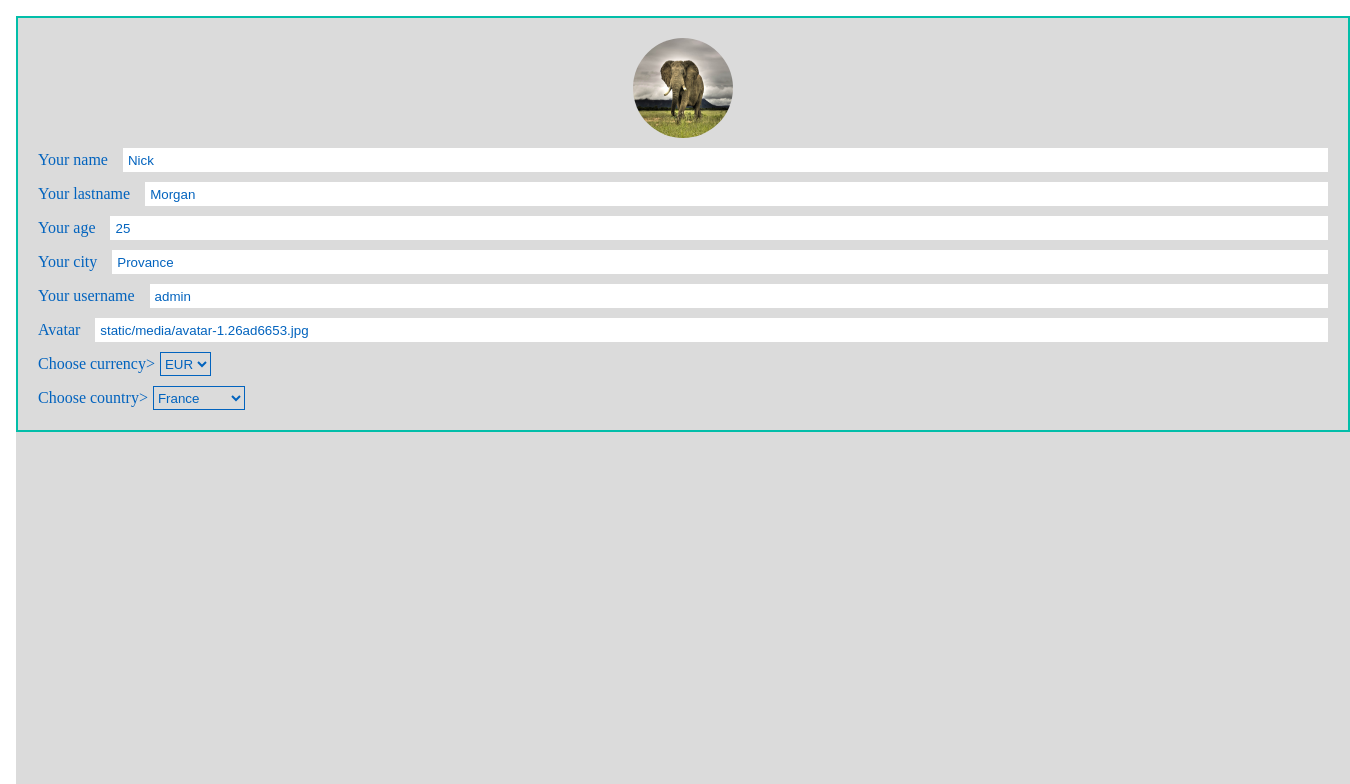 Your name Nick
Your lastname Morgan
Your age 25
Your city Provance
Your username admin
Avatar static/media/avatar-1.26ad6653.jpg
Choose currency> EUR
Choose country> France